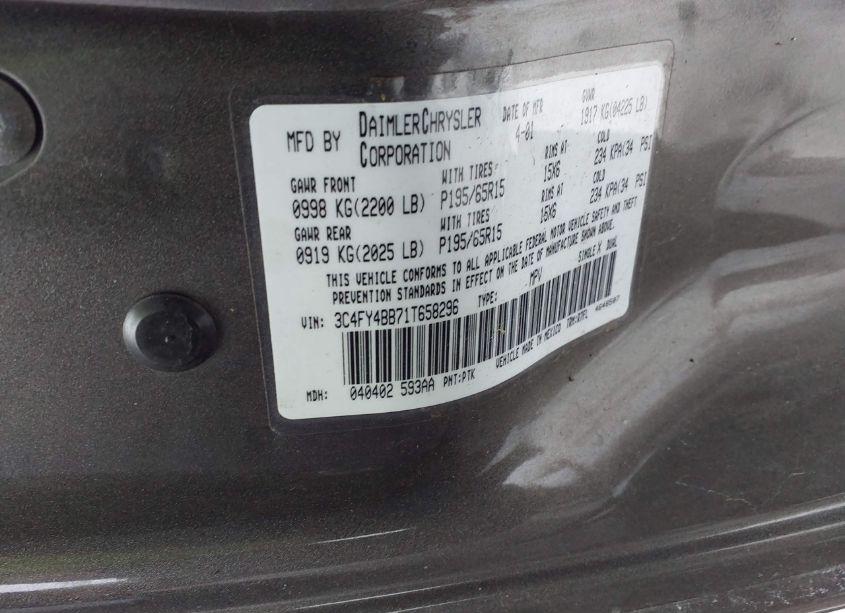 MFD BY DAIMLERCHRYSLER CORPORATION
DATE OF MFR 4-01
GVWR 1917 KG(04225 LB)
GAWR FRONT 0998 KG(2200 LB)
WITH TIRES P195/65R15
RIMS AT 15X6
COLD 234 KPA(34 PSI
GAWR REAR 0919 KG(2025 LB)
WITH TIRES P195/65R15
RIMS AT 15X6
COLD 234 KPA(34 PSI
THIS VEHICLE CONFORMS TO ALL APPLICABLE FEDERAL MOTOR VEHICLE SAFETY AND THEFT
PREVENTION STANDARDS IN EFFECT ON THE DATE OF MANUFACTURE SHOWN ABOVE.
VIN: 3C4FY4BB71T658296 TYPE: MPV SINGLE X DUAL
MDH: 040402 593AA PNT:PTK VEHICLE MADE IN MEXICO